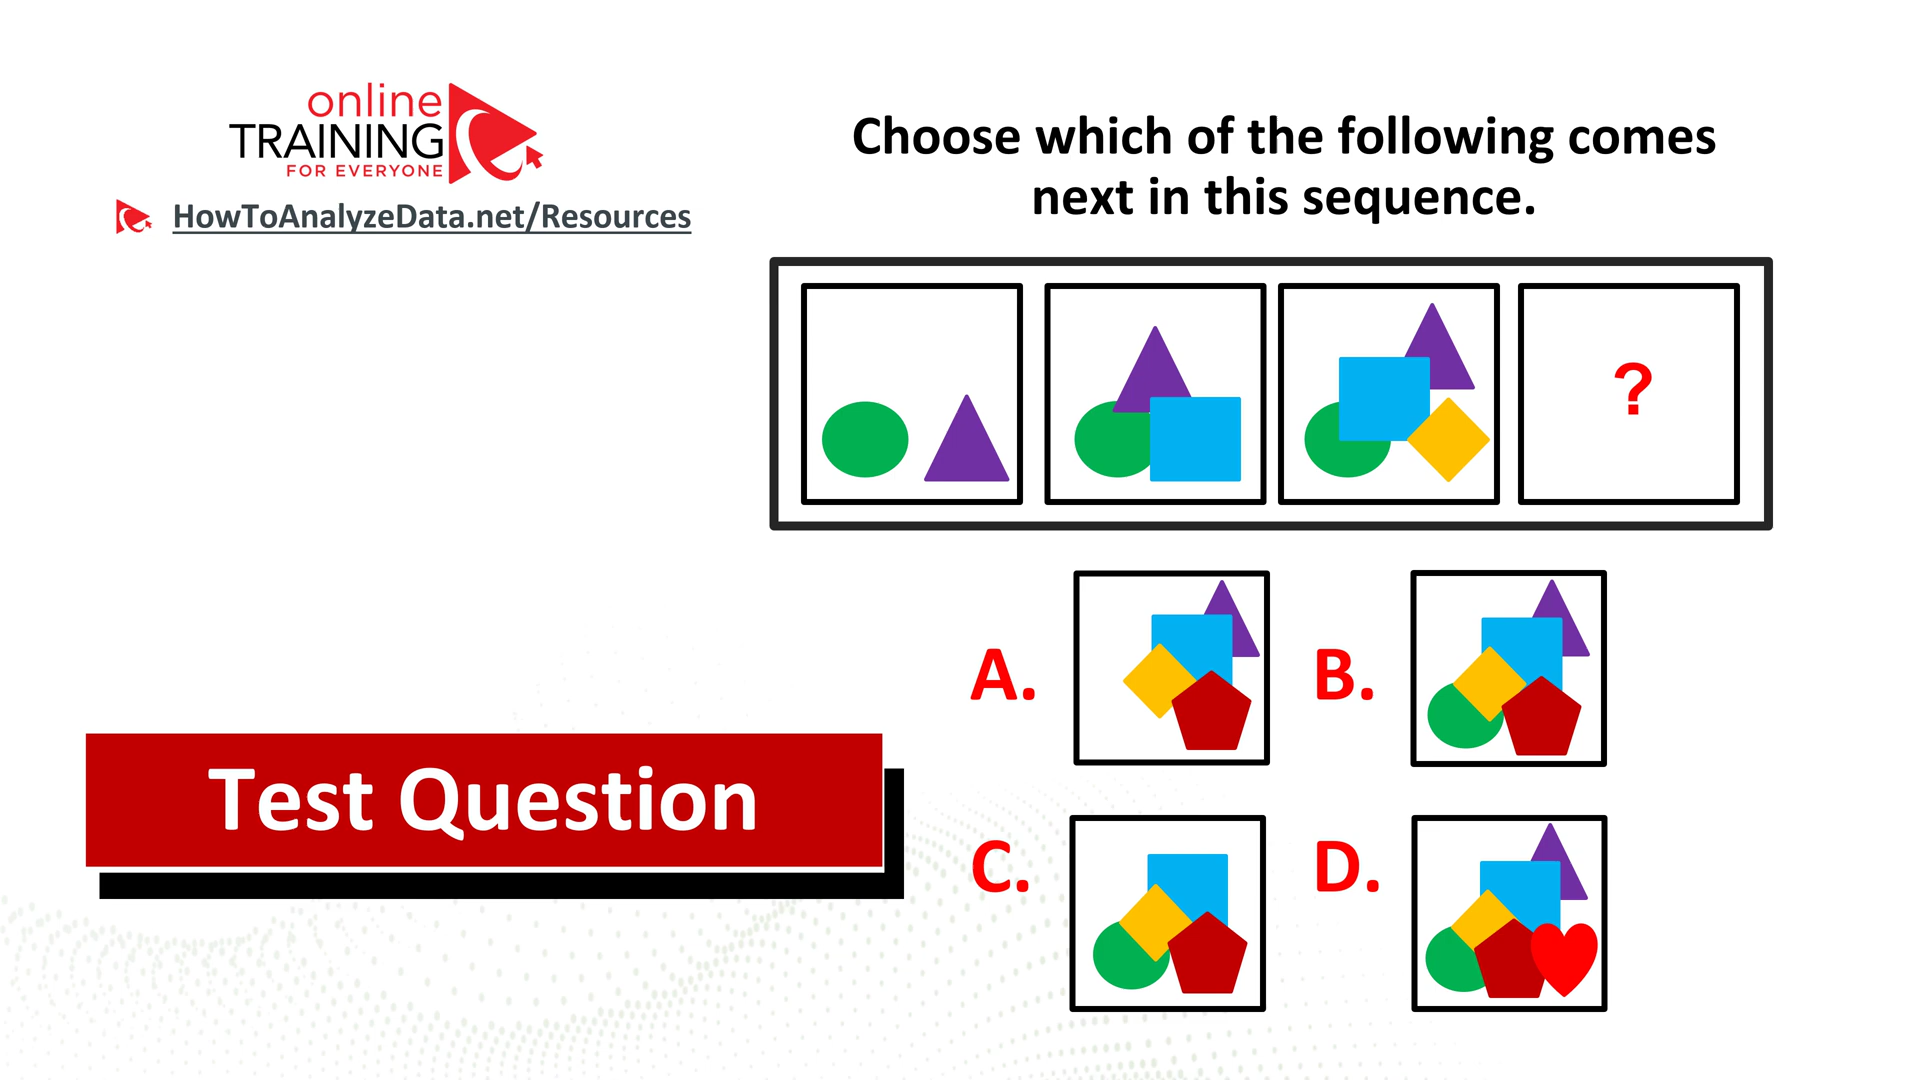 online
TRAINING
FOR EVERYONE
HowToAnalyzeData.net/Resources
Choose which of the following comes
next in this sequence.
?
A.
B.
C.
D.
Test Question